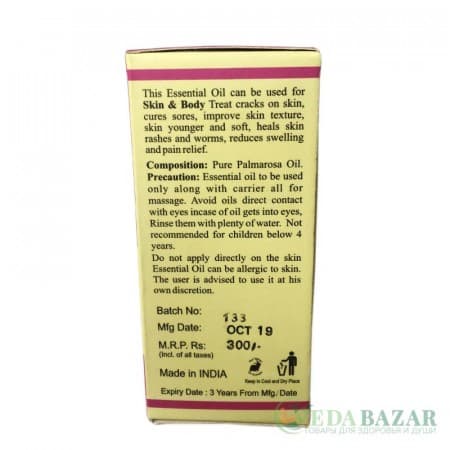 This Essential Oil can be used for
Skin & Body Treat cracks on skin,
cures sores, improve skin texture,
skin younger and soft, heals skin
rashes and worms, reduces swelling
and pain relief.
Composition: Pure Palmarosa Oil.
Precaution: Essential oil to be used
only along with carrier all for
massage. Avoid oils direct contact
with eyes incase of oil gets into eyes,
Rinse them with plenty of water. Not
recommended for children below 4
years.
Do not apply directly on the skin
Essential Oil can be allergic to skin.
The user is advised to use it at his
own discretion.
Batch No: 133
Mfg Date: OCT 19
M.R.P. Rs: 300/-
(Incl. of all taxes)
Made in INDIA
Keep in Cool and Dry Place
Expiry Date : 3 Years From Mfg. Date
VEDA BAZAR
ТОВАРЫ ДЛЯ ЗДОРОВЬЯ И ДУШИ